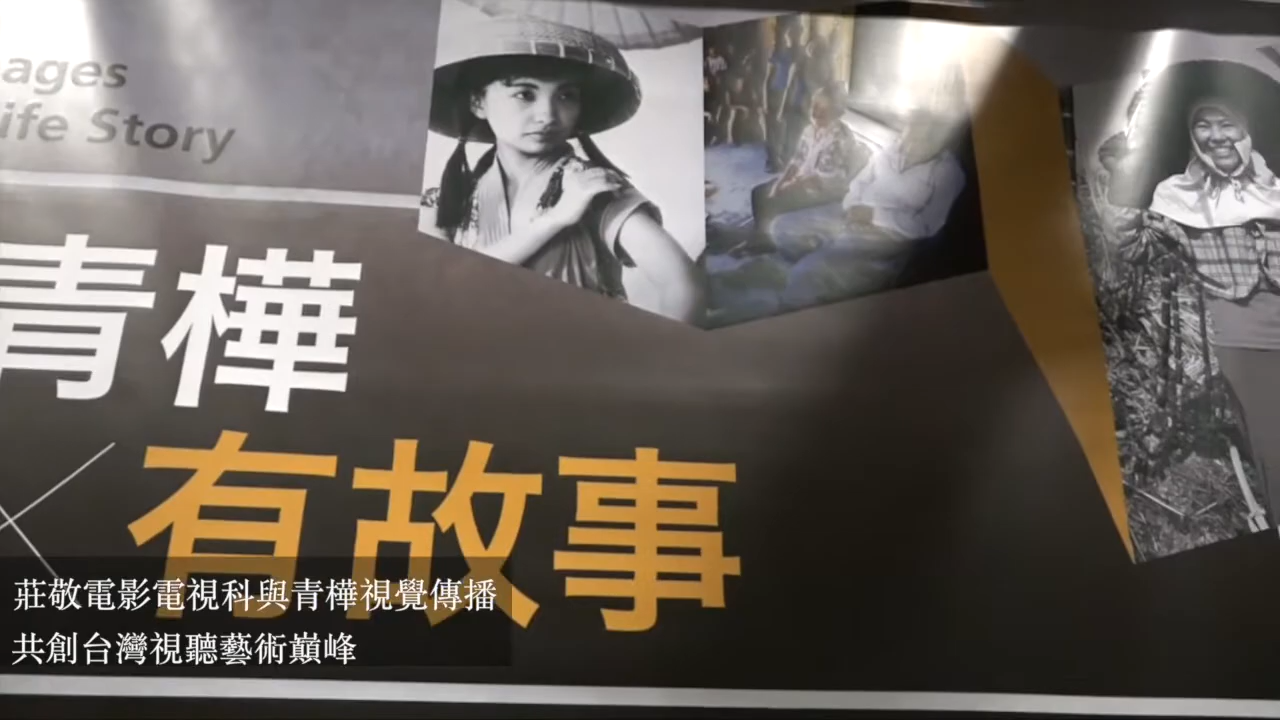 ages
ife Story
青樺
有故事
莊敬電影電視科與青樺視覺傳播
共創台灣視聽藝術巔峰